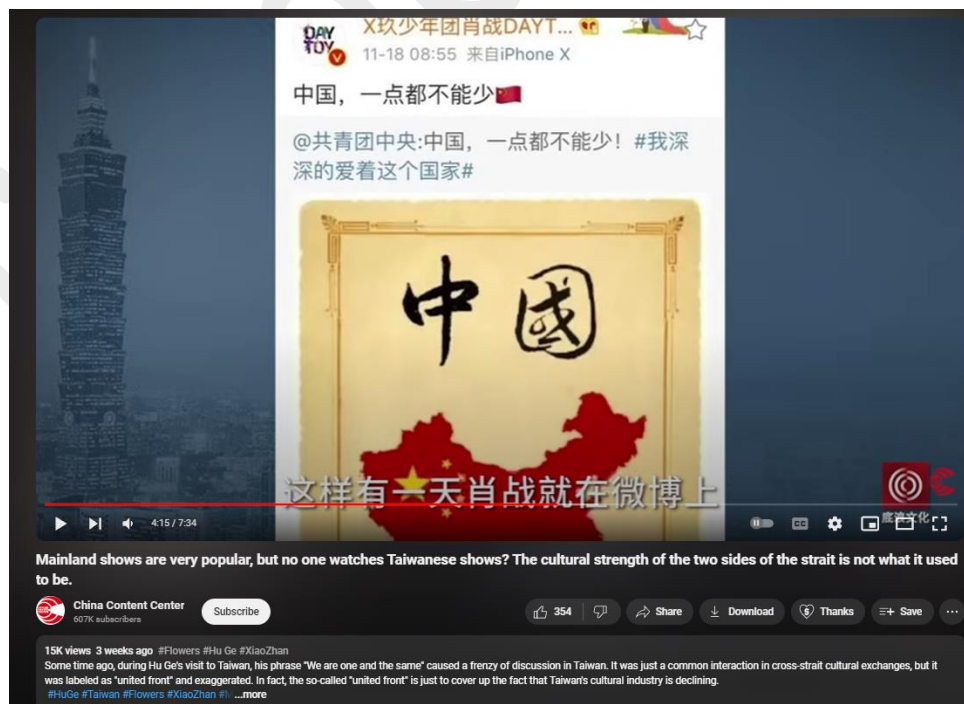 DAY
TOY
X玖少年团肖战DAYT...
11-18 08:55 来自iPhone X
中国，一点都不能少🇨🇳
@共青团中央:中国，一点都不能少！#我深
深的爱着这个国家#
中國
这样有一天肖战就在微博上
底流文化
4:15 / 7:34
CC
Mainland shows are very popular, but no one watches Taiwanese shows? The cultural strength of the two sides of the strait is not what it used
to be.
China Content Center
607K subscribers
Subscribe
354
Share
Download
Thanks
Save
...
15K views 3 weeks ago #Flowers #Hu Ge #XiaoZhan
Some time ago, during Hu Ge's visit to Taiwan, his phrase "We are one and the same" caused a frenzy of discussion in Taiwan. It was just a common interaction in cross-strait cultural exchanges, but it
was labeled as "united front" and exaggerated. In fact, the so-called "united front" is just to cover up the fact that Taiwan's cultural industry is declining.
#HuGe #Taiwan #Flowers #XiaoZhan ...more